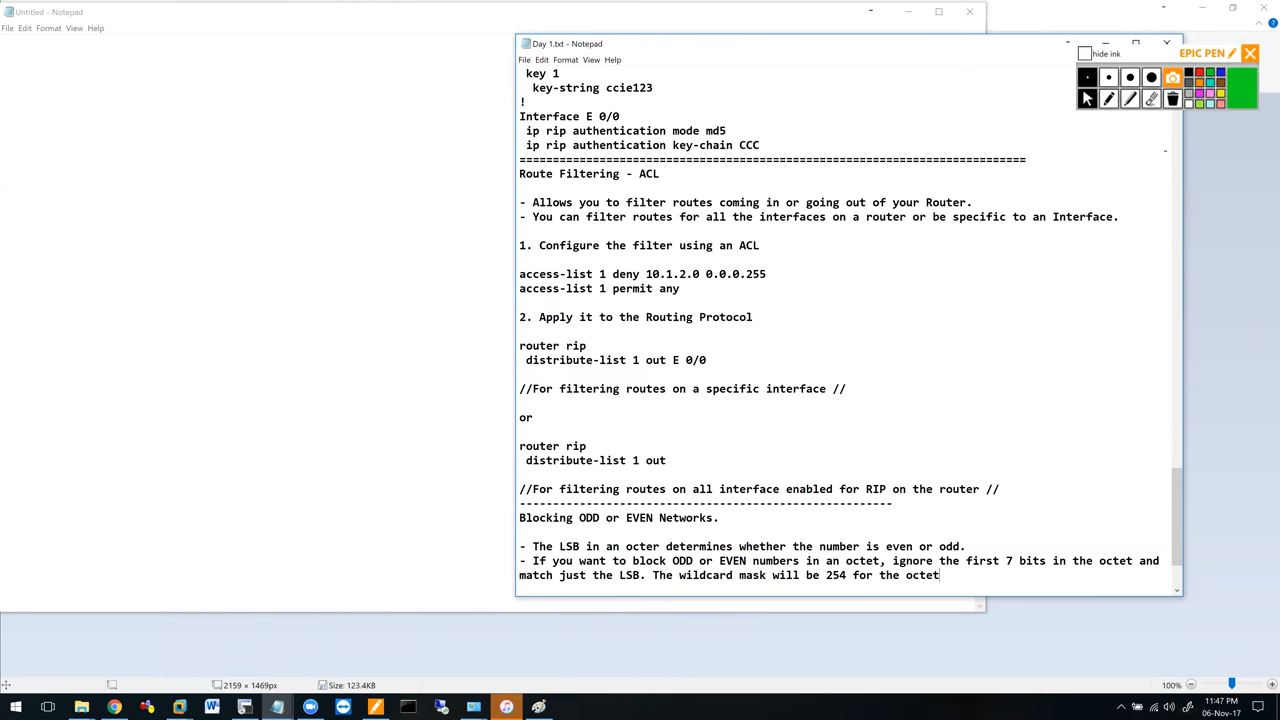 Untitled - Notepad
File Edit Format View Help
Day 1.txt - Notepad
File Edit Format View Help
hide ink
EPIC PEN
key 1
key-string ccie123
!
Interface E 0/0
ip rip authentication mode md5
ip rip authentication key-chain CCC
============================================================================
Route Filtering - ACL
- Allows you to filter routes coming in or going out of your Router.
- You can filter routes for all the interfaces on a router or be specific to an Interface.
1. Configure the filter using an ACL
access-list 1 deny 10.1.2.0 0.0.0.255
access-list 1 permit any
2. Apply it to the Routing Protocol
router rip
distribute-list 1 out E 0/0
//For filtering routes on a specific interface //
or
router rip
distribute-list 1 out
//For filtering routes on all interface enabled for RIP on the router //
--------------------------------------------------------
Blocking ODD or EVEN Networks.
- The LSB in an octer determines whether the number is even or odd.
- If you want to block ODD or EVEN numbers in an octet, ignore the first 7 bits in the octet and
match just the LSB. The wildcard mask will be 254 for the octet
2159 × 1469px
Size: 123.4KB
100%
11:47 PM
06-Nov-17